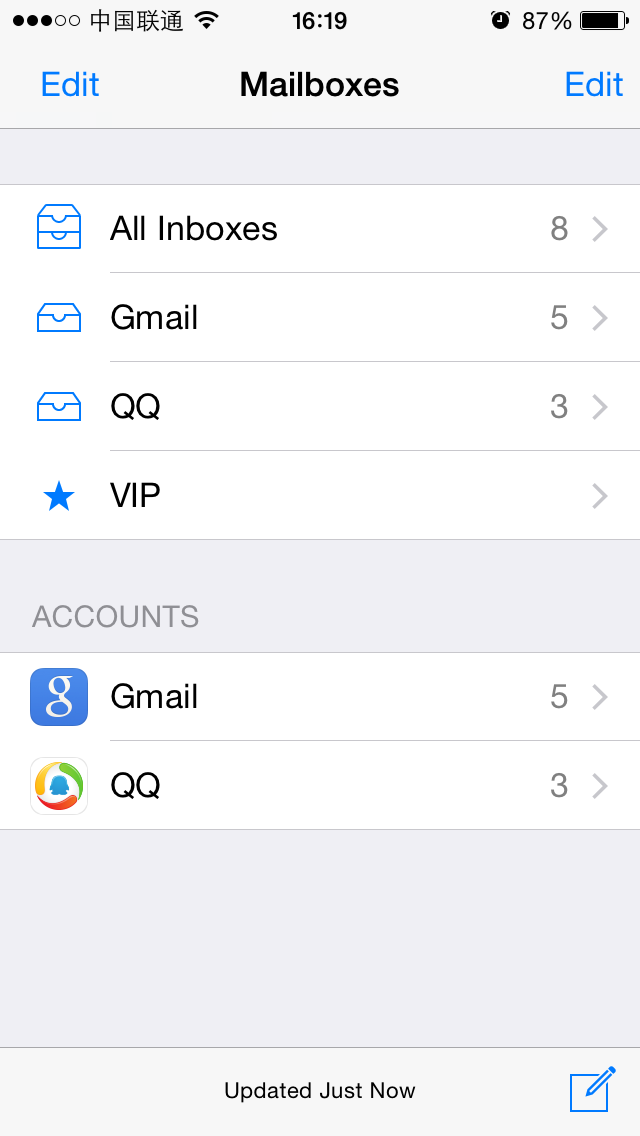 中国联通 16:19 87%
Edit Mailboxes Edit
All Inboxes 8
Gmail 5
QQ 3
VIP
ACCOUNTS
g Gmail 5
QQ 3
Updated Just Now